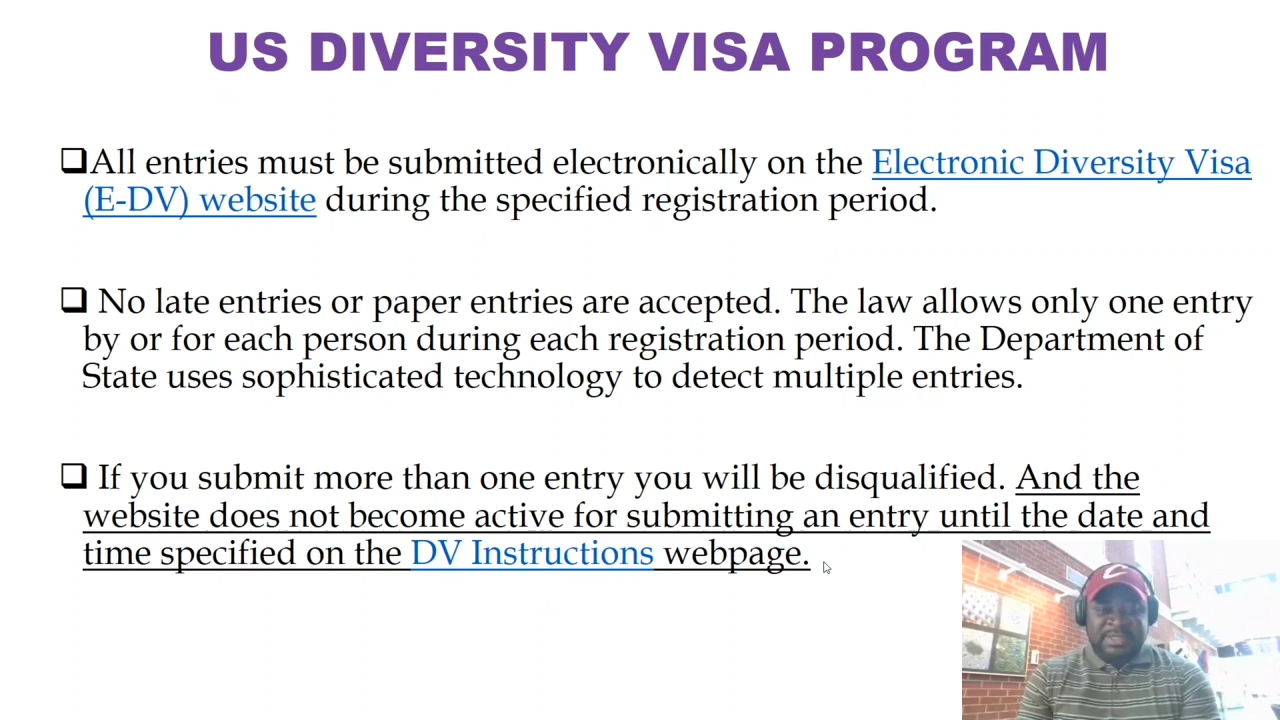 US DIVERSITY VISA PROGRAM
All entries must be submitted electronically on the Electronic Diversity Visa
(E-DV) website during the specified registration period.
No late entries or paper entries are accepted. The law allows only one entry
by or for each person during each registration period. The Department of
State uses sophisticated technology to detect multiple entries.
If you submit more than one entry you will be disqualified. And the
website does not become active for submitting an entry until the date and
time specified on the DV Instructions webpage.
C